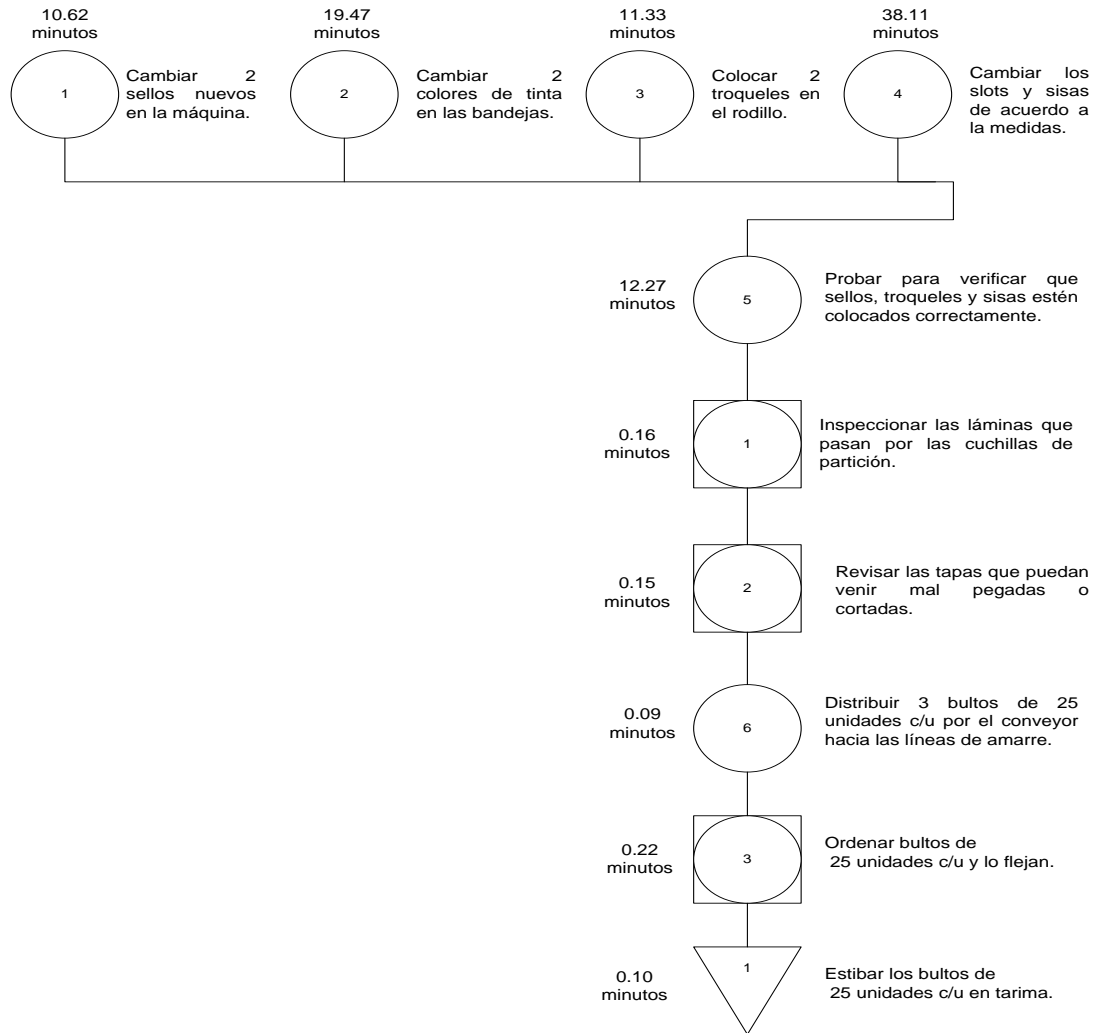 10.62
minutos
1
Cambiar 2
sellos nuevos
en la máquina.
19.47
minutos
2
Cambiar 2
colores de tinta
en las bandejas.
11.33
minutos
3
Colocar 2
troqueles en
el rodillo.
38.11
minutos
4
Cambiar los
slots y sisas
de acuerdo a
la medidas.
12.27
minutos
5
Probar para verificar que
sellos, troqueles y sisas estén
colocados correctamente.
0.16
minutos
1
Inspeccionar las láminas que
pasan por las cuchillas de
partición.
0.15
minutos
2
Revisar las tapas que puedan
venir mal pegadas o
cortadas.
0.09
minutos
6
Distribuir 3 bultos de 25
unidades c/u por el conveyor
hacia las líneas de amarre.
0.22
minutos
3
Ordenar bultos de
25 unidades c/u y lo flejan.
0.10
minutos
1
Estibar los bultos de
25 unidades c/u en tarima.